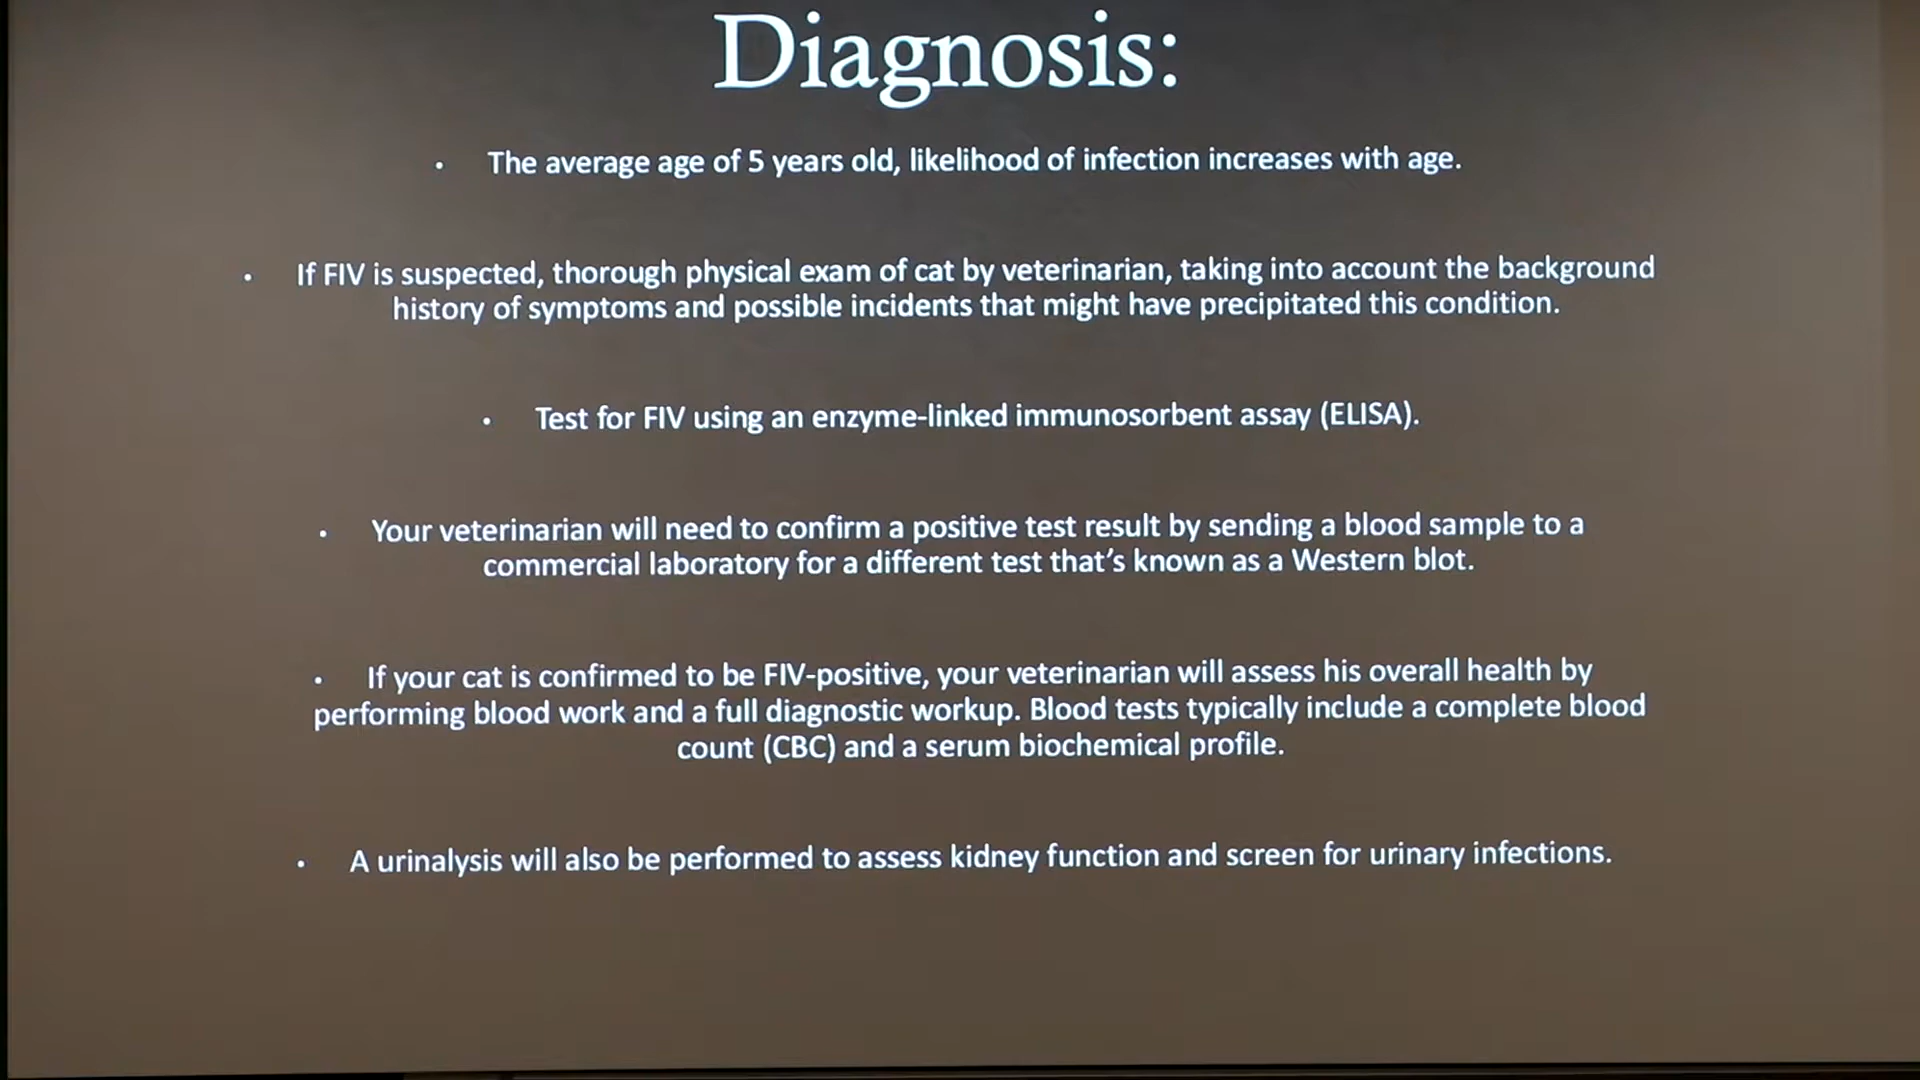 Diagnosis:
• The average age of 5 years old, likelihood of infection increases with age.
• If FIV is suspected, thorough physical exam of cat by veterinarian, taking into account the background
history of symptoms and possible incidents that might have precipitated this condition.
• Test for FIV using an enzyme-linked immunosorbent assay (ELISA).
• Your veterinarian will need to confirm a positive test result by sending a blood sample to a
commercial laboratory for a different test that’s known as a Western blot.
• If your cat is confirmed to be FIV-positive, your veterinarian will assess his overall health by
performing blood work and a full diagnostic workup. Blood tests typically include a complete blood
count (CBC) and a serum biochemical profile.
• A urinalysis will also be performed to assess kidney function and screen for urinary infections.